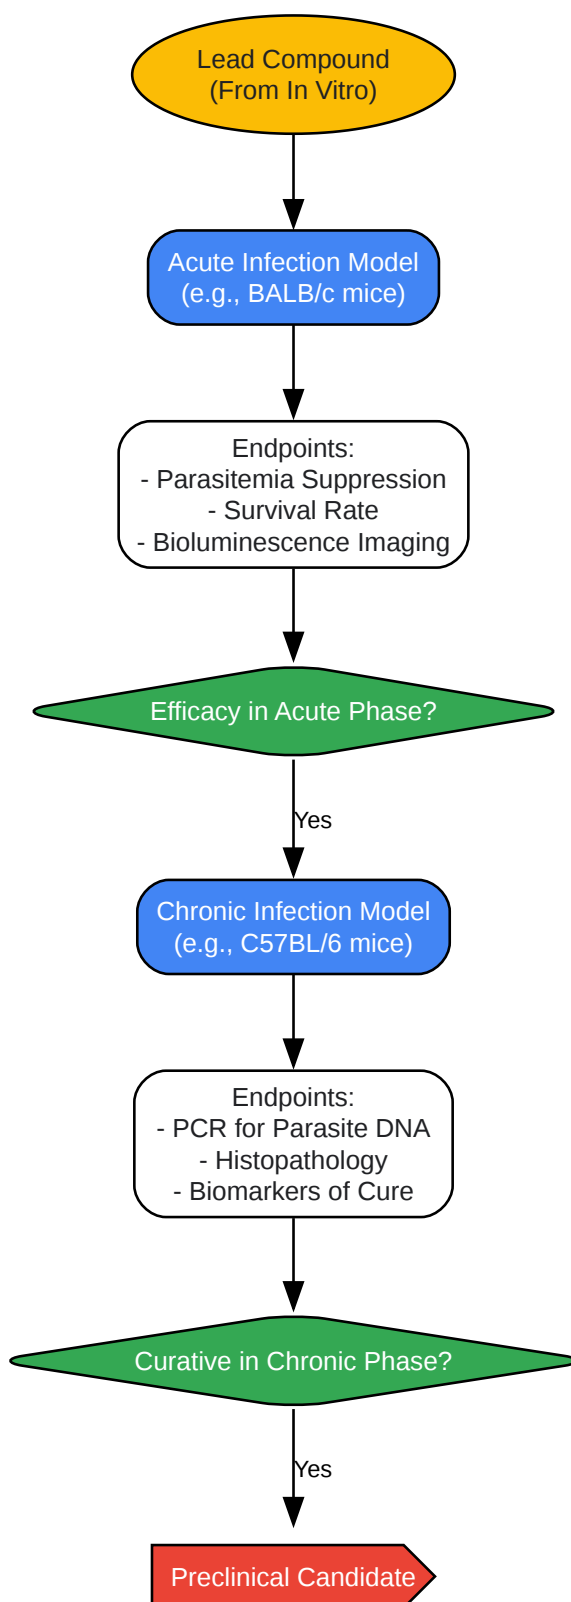 Lead Compound
(From In Vitro)
Acute Infection Model
(e.g., BALB/c mice)
Endpoints:
- Parasitemia Suppression
- Survival Rate
- Bioluminescence Imaging
Efficacy in Acute Phase?
Yes
Chronic Infection Model
(e.g., C57BL/6 mice)
Endpoints:
- PCR for Parasite DNA
- Histopathology
- Biomarkers of Cure
Curative in Chronic Phase?
Yes
Preclinical Candidate